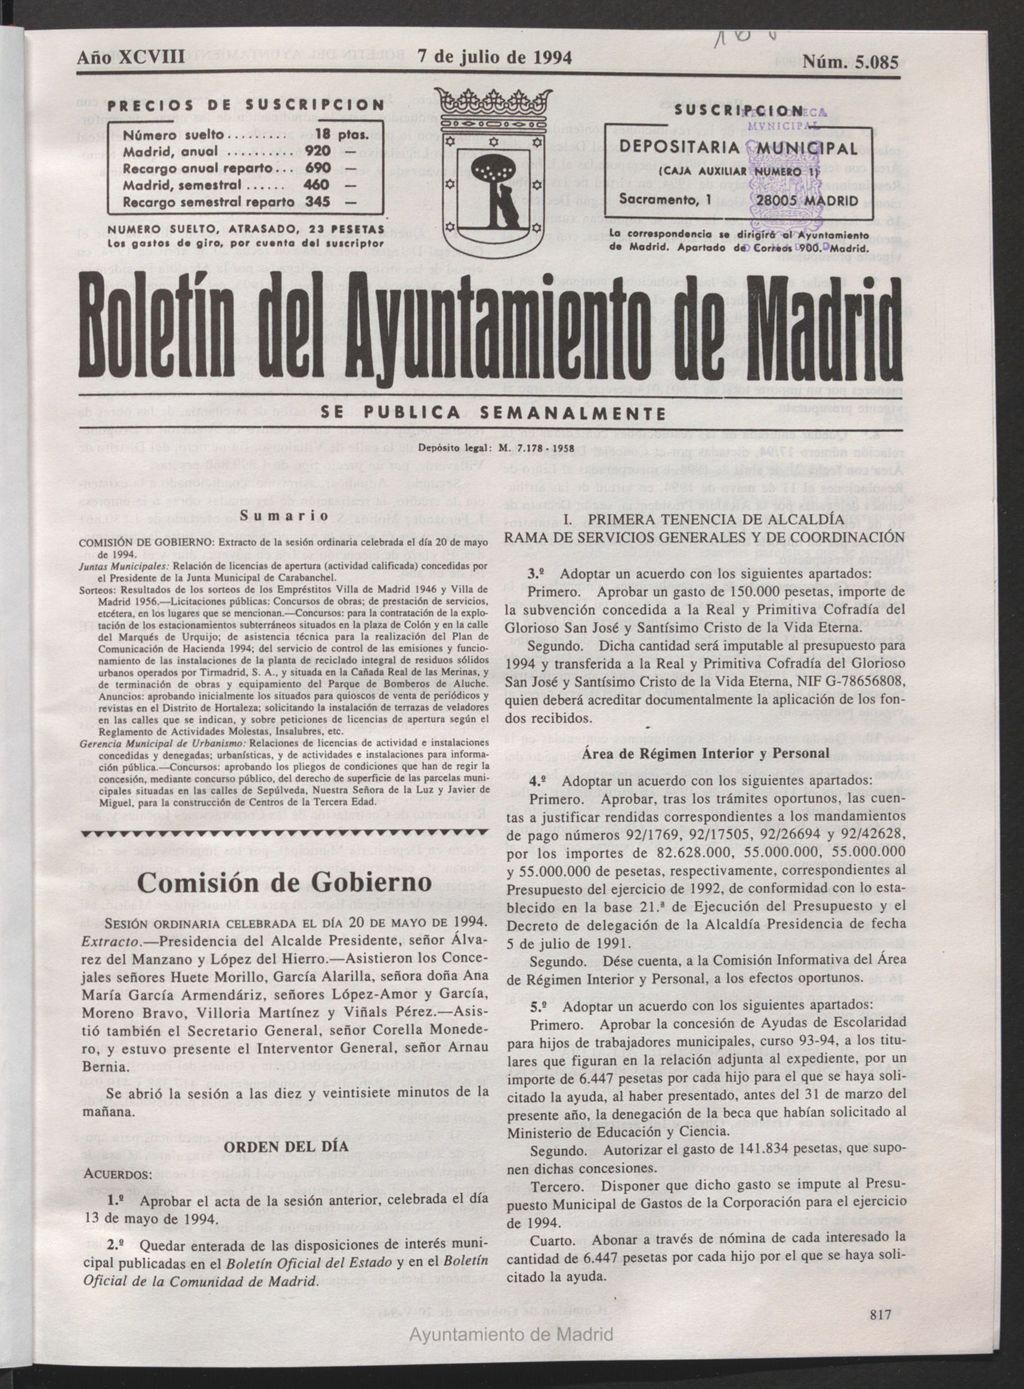 Año XCVIII
7 de julio de 1994
Núm. 5.085
PRECIOS DE SUSCRIPCION
Número suelto......... 18 ptas.
Madrid, anual .......... 920 —
Recargo anual reparto... 690 —
Madrid, semestral ...... 460 —
Recargo semestral reparto 345 —
NUMERO SUELTO, ATRASADO, 23 PESETAS
Los gastos de giro, por cuenta del suscriptor
SUSCRIPCION
DEPOSITARIA MUNICIPAL
(CAJA AUXILIAR NUMERO 1)
Sacramento, 1 28005 MADRID
La correspondencia se dirigirá al Ayuntamiento
de Madrid. Apartado de Correos 900. Madrid.
MVNICIPAL
Boletín del Ayuntamiento de Madrid
SE PUBLICA SEMANALMENTE
Depósito legal: M. 7.178 - 1958
Sumario
COMISIÓN DE GOBIERNO: Extracto de la sesión ordinaria celebrada el día 20 de mayo
de 1994.
Juntas Municipales: Relación de licencias de apertura (actividad calificada) concedidas por
el Presidente de la Junta Municipal de Carabanchel.
Sorteos: Resultados de los sorteos de los Empréstitos Villa de Madrid 1946 y Villa de
Madrid 1956.—Licitaciones públicas: Concursos de obras; de prestación de servicios,
etcétera, en los lugares que se mencionan.—Concursos: para la contratación de la explo-
tación de los estacionamientos subterráneos situados en la plaza de Colón y en la calle
del Marqués de Urquijo; de asistencia técnica para la realización del Plan de
Comunicación de Hacienda 1994; del servicio de control de las emisiones y funcio-
namiento de las instalaciones de la planta de reciclado integral de residuos sólidos
urbanos operados por Tirmadrid, S. A., y situada en la Cañada Real de las Merinas, y
de terminación de obras y equipamiento del Parque de Bomberos de Aluche.
Anuncios: aprobando inicialmente los situados para quioscos de venta de periódicos y
revistas en el Distrito de Hortaleza; solicitando la instalación de terrazas de veladores
en las calles que se indican, y sobre peticiones de licencias de apertura según el
Reglamento de Actividades Molestas, Insalubres, etc.
Gerencia Municipal de Urbanismo: Relaciones de licencias de actividad e instalaciones
concedidas y denegadas; urbanísticas, y de actividades e instalaciones para informa-
ción pública.—Concursos: aprobando los pliegos de condiciones que han de regir la
concesión, mediante concurso público, del derecho de superficie de las parcelas muni-
cipales situadas en las calles de Sepúlveda, Nuestra Señora de la Luz y Javier de
Miguel, para la construcción de Centros de la Tercera Edad.
Comisión de Gobierno
SESIÓN ORDINARIA CELEBRADA EL DÍA 20 DE MAYO DE 1994.
Extracto.—Presidencia del Alcalde Presidente, señor Álva-
rez del Manzano y López del Hierro.—Asistieron los Conce-
jales señores Huete Morillo, García Alarilla, señora doña Ana
María García Armendáriz, señores López-Amor y García,
Moreno Bravo, Villoria Martínez y Viñals Pérez.—Asis-
tió también el Secretario General, señor Corella Monede-
ro, y estuvo presente el Interventor General, señor Arnau
Bernia.
Se abrió la sesión a las diez y veintisiete minutos de la
mañana.
ORDEN DEL DÍA
ACUERDOS:
1.º Aprobar el acta de la sesión anterior, celebrada el día
13 de mayo de 1994.
2.º Quedar enterada de las disposiciones de interés muni-
cipal publicadas en el Boletín Oficial del Estado y en el Boletín
Oficial de la Comunidad de Madrid.
I. PRIMERA TENENCIA DE ALCALDÍA
RAMA DE SERVICIOS GENERALES Y DE COORDINACIÓN
3.º Adoptar un acuerdo con los siguientes apartados:
Primero. Aprobar un gasto de 150.000 pesetas, importe de
la subvención concedida a la Real y Primitiva Cofradía del
Glorioso San José y Santísimo Cristo de la Vida Eterna.
Segundo. Dicha cantidad será imputable al presupuesto para
1994 y transferida a la Real y Primitiva Cofradía del Glorioso
San José y Santísimo Cristo de la Vida Eterna, NIF G-78656808,
quien deberá acreditar documentalmente la aplicación de los fon-
dos recibidos.
Área de Régimen Interior y Personal
4.º Adoptar un acuerdo con los siguientes apartados:
Primero. Aprobar, tras los trámites oportunos, las cuen-
tas a justificar rendidas correspondientes a los mandamientos
de pago números 92/1769, 92/17505, 92/26694 y 92/42628,
por los importes de 82.628.000, 55.000.000, 55.000.000
y 55.000.000 de pesetas, respectivamente, correspondientes al
Presupuesto del ejercicio de 1992, de conformidad con lo esta-
blecido en la base 21.ª de Ejecución del Presupuesto y el
Decreto de delegación de la Alcaldía Presidencia de fecha
5 de julio de 1991.
Segundo. Dése cuenta, a la Comisión Informativa del Área
de Régimen Interior y Personal, a los efectos oportunos.
5.º Adoptar un acuerdo con los siguientes apartados:
Primero. Aprobar la concesión de Ayudas de Escolaridad
para hijos de trabajadores municipales, curso 93-94, a los titu-
lares que figuran en la relación adjunta al expediente, por un
importe de 6.447 pesetas por cada hijo para el que se haya soli-
citado la ayuda, al haber presentado, antes del 31 de marzo del
presente año, la denegación de la beca que habían solicitado al
Ministerio de Educación y Ciencia.
Segundo. Autorizar el gasto de 141.834 pesetas, que supo-
nen dichas concesiones.
Tercero. Disponer que dicho gasto se impute al Presu-
puesto Municipal de Gastos de la Corporación para el ejercicio
de 1994.
Cuarto. Abonar a través de nómina de cada interesado la
cantidad de 6.447 pesetas por cada hijo por el que se haya soli-
citado la ayuda.
817
Ayuntamiento de Madrid